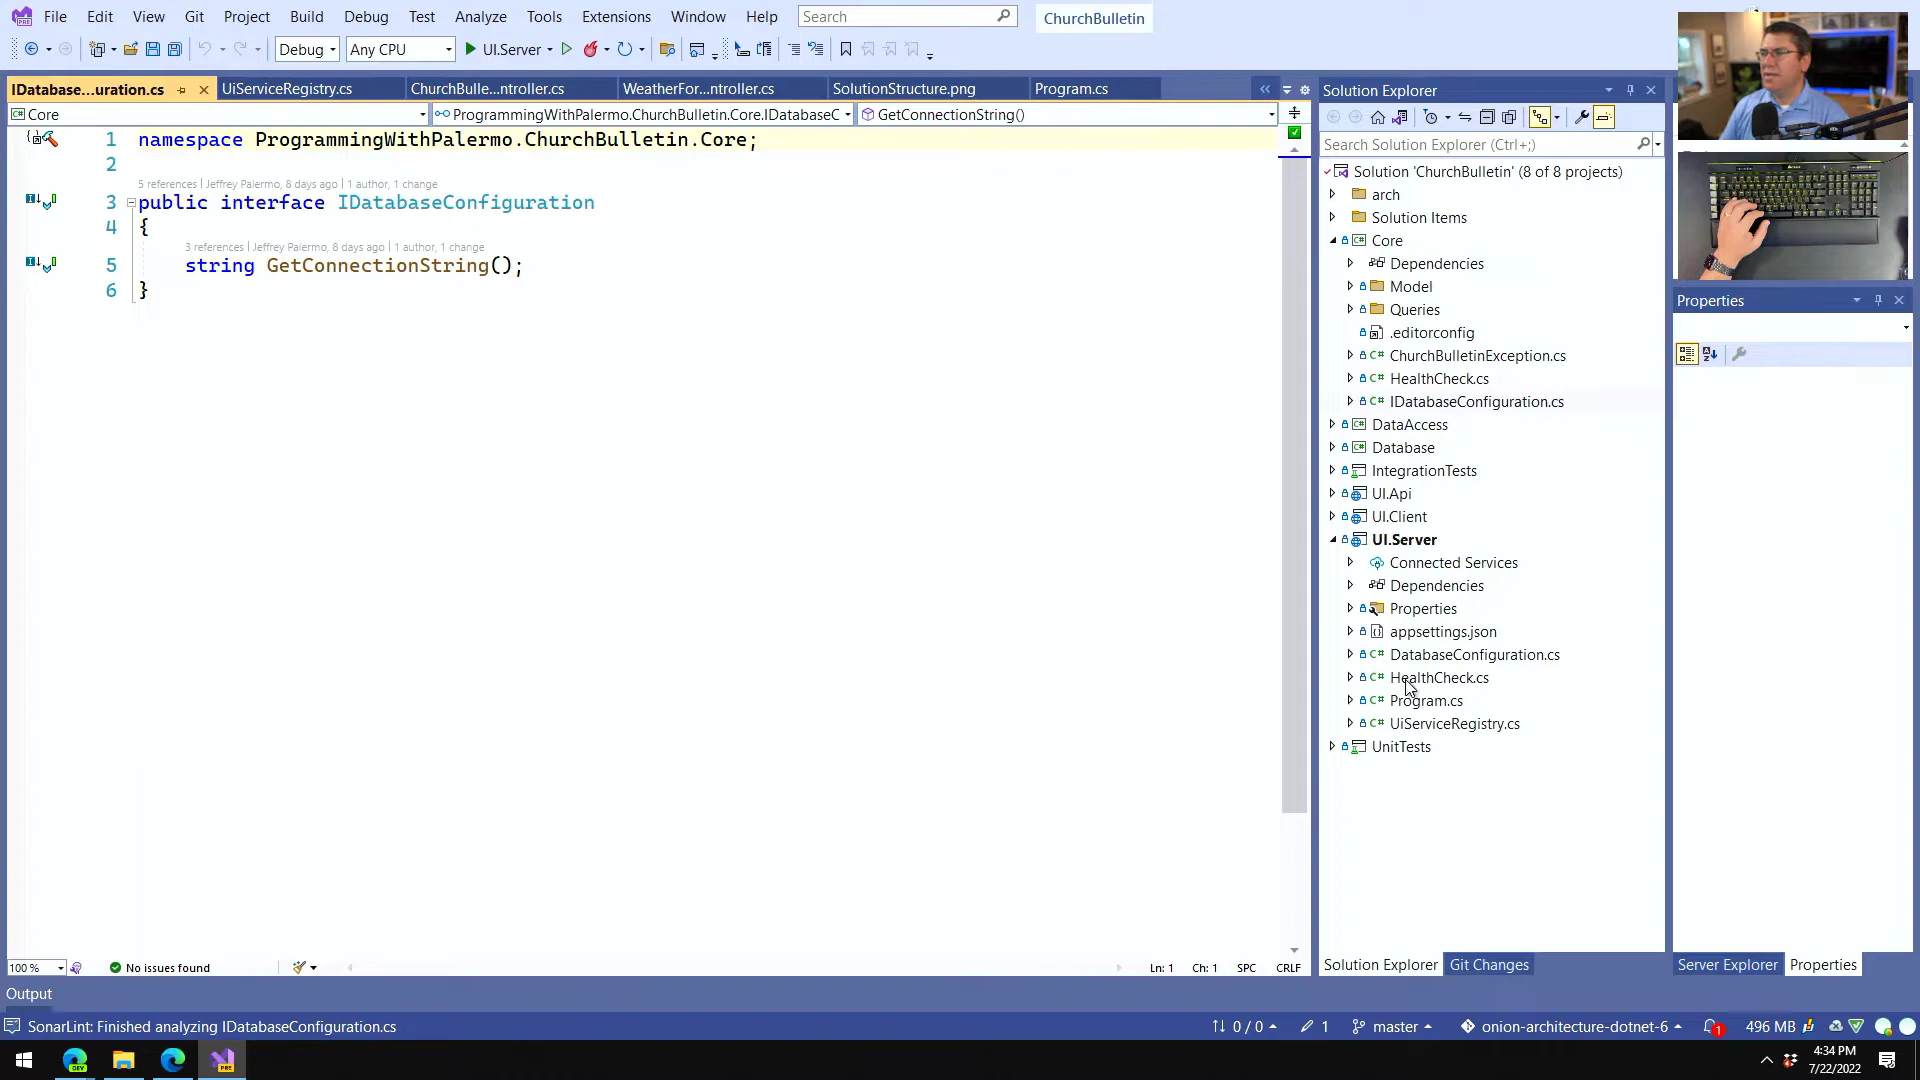 File Edit View Git Project Build Debug Test Analyze Tools Extensions Window Help Search ChurchBulletin
Debug Any CPU UI.Server
IDatabase...uration.cs UiServiceRegistry.cs ChurchBulle...ntroller.cs WeatherFor...ntroller.cs SolutionStructure.png Program.cs
Core ProgrammingWithPalermo.ChurchBulletin.Core.IDatabaseC GetConnectionString()
1 namespace ProgrammingWithPalermo.ChurchBulletin.Core;
2
5 references | Jeffrey Palermo, 8 days ago | 1 author, 1 change
3 public interface IDatabaseConfiguration
4 {
3 references | Jeffrey Palermo, 8 days ago | 1 author, 1 change
5 string GetConnectionString();
6 }
100 % No issues found Ln: 1 Ch: 1 SPC CRLF
Solution Explorer
Search Solution Explorer (Ctrl+;)
Solution 'ChurchBulletin' (8 of 8 projects)
arch
Solution Items
Core
Dependencies
Model
Queries
.editorconfig
ChurchBulletinException.cs
HealthCheck.cs
IDatabaseConfiguration.cs
DataAccess
Database
IntegrationTests
UI.Api
UI.Client
UI.Server
Connected Services
Dependencies
Properties
appsettings.json
DatabaseConfiguration.cs
HealthCheck.cs
Program.cs
UiServiceRegistry.cs
UnitTests
Solution Explorer Git Changes
Properties
Server Explorer Properties
Output
SonarLint: Finished analyzing IDatabaseConfiguration.cs 0 / 0 1 master onion-architecture-dotnet-6 1 496 MB
DEV PRE 4:34 PM
7/22/2022